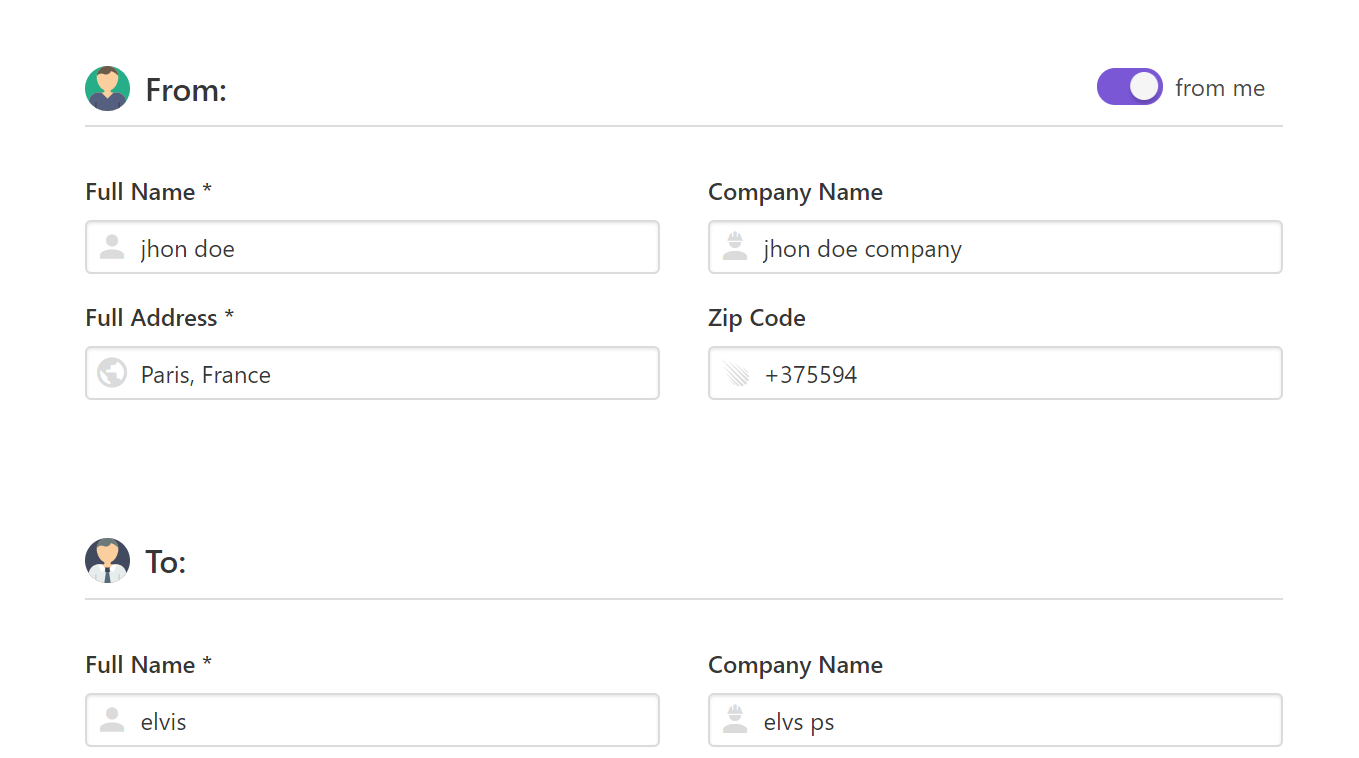 From:
from me
Full Name *
Company Name
jhon doe
jhon doe company
Full Address *
Zip Code
Paris, France
+375594
To:
Full Name *
Company Name
elvis
elvs ps